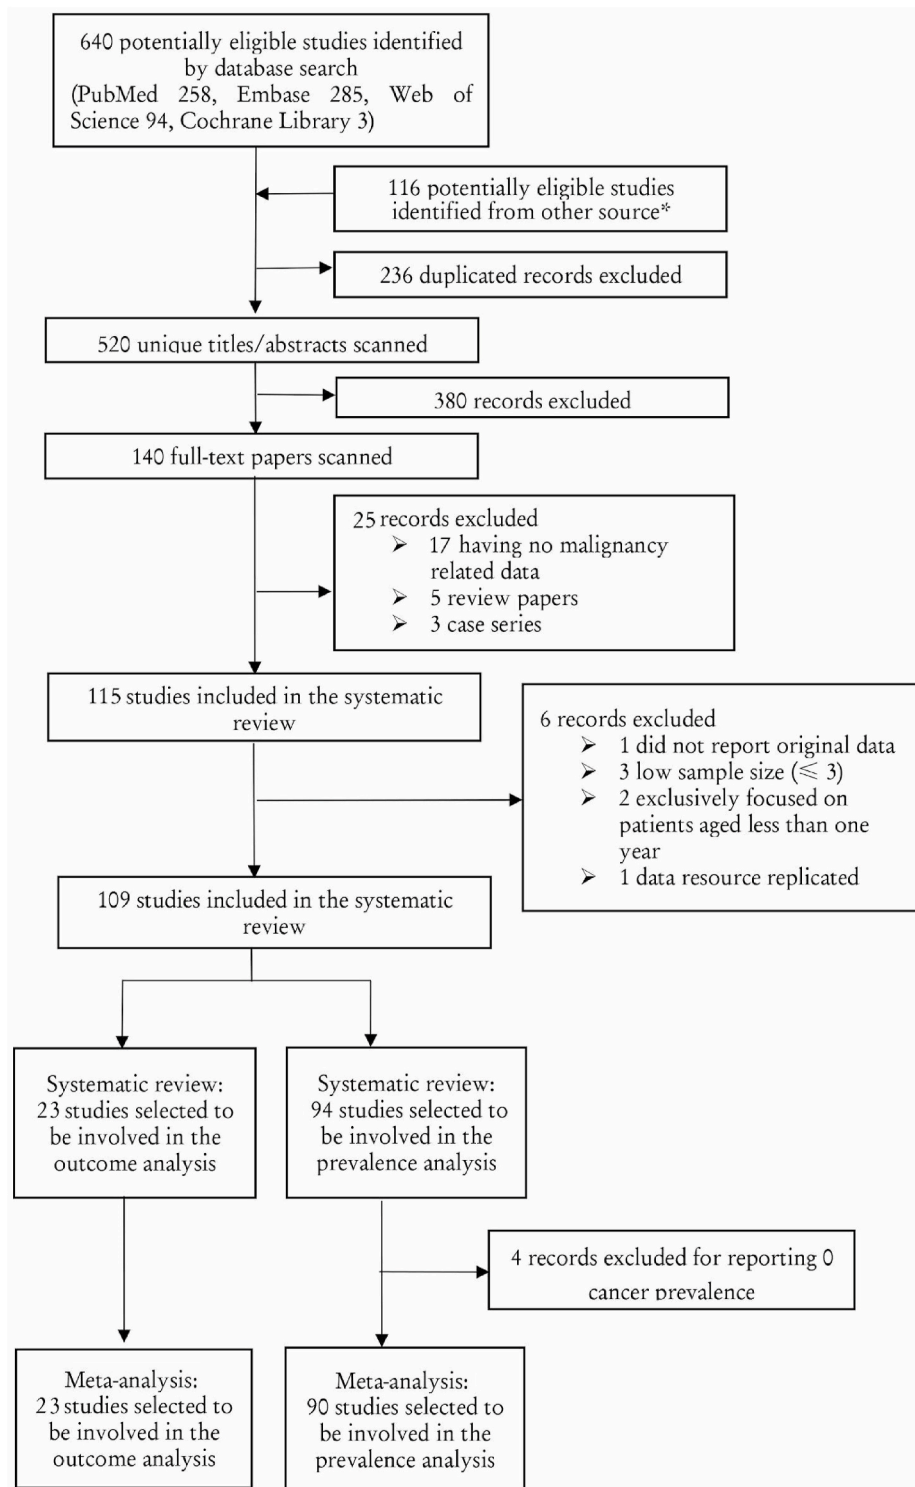 640 potentially eligible studies identified
by database search
(PubMed 258, Embase 285, Web of
Science 94, Cochrane Library 3)
116 potentially eligible studies
identified from other source*
236 duplicated records excluded
520 unique titles/abstracts scanned
380 records excluded
140 full-text papers scanned
25 records excluded
➢ 17 having no malignancy
related data
➢ 5 review papers
➢ 3 case series
115 studies included in the systematic
review
6 records excluded
➢ 1 did not report original data
➢ 3 low sample size (⩽ 3)
➢ 2 exclusively focused on
patients aged less than one
year
➢ 1 data resource replicated
109 studies included in the systematic
review
Systematic review:
23 studies selected to
be involved in the
outcome analysis
Systematic review:
94 studies selected to
be involved in the
prevalence analysis
4 records excluded for reporting 0
cancer prevalence
Meta-analysis:
23 studies selected to
be involved in the
outcome analysis
Meta-analysis:
90 studies selected to
be involved in the
prevalence analysis